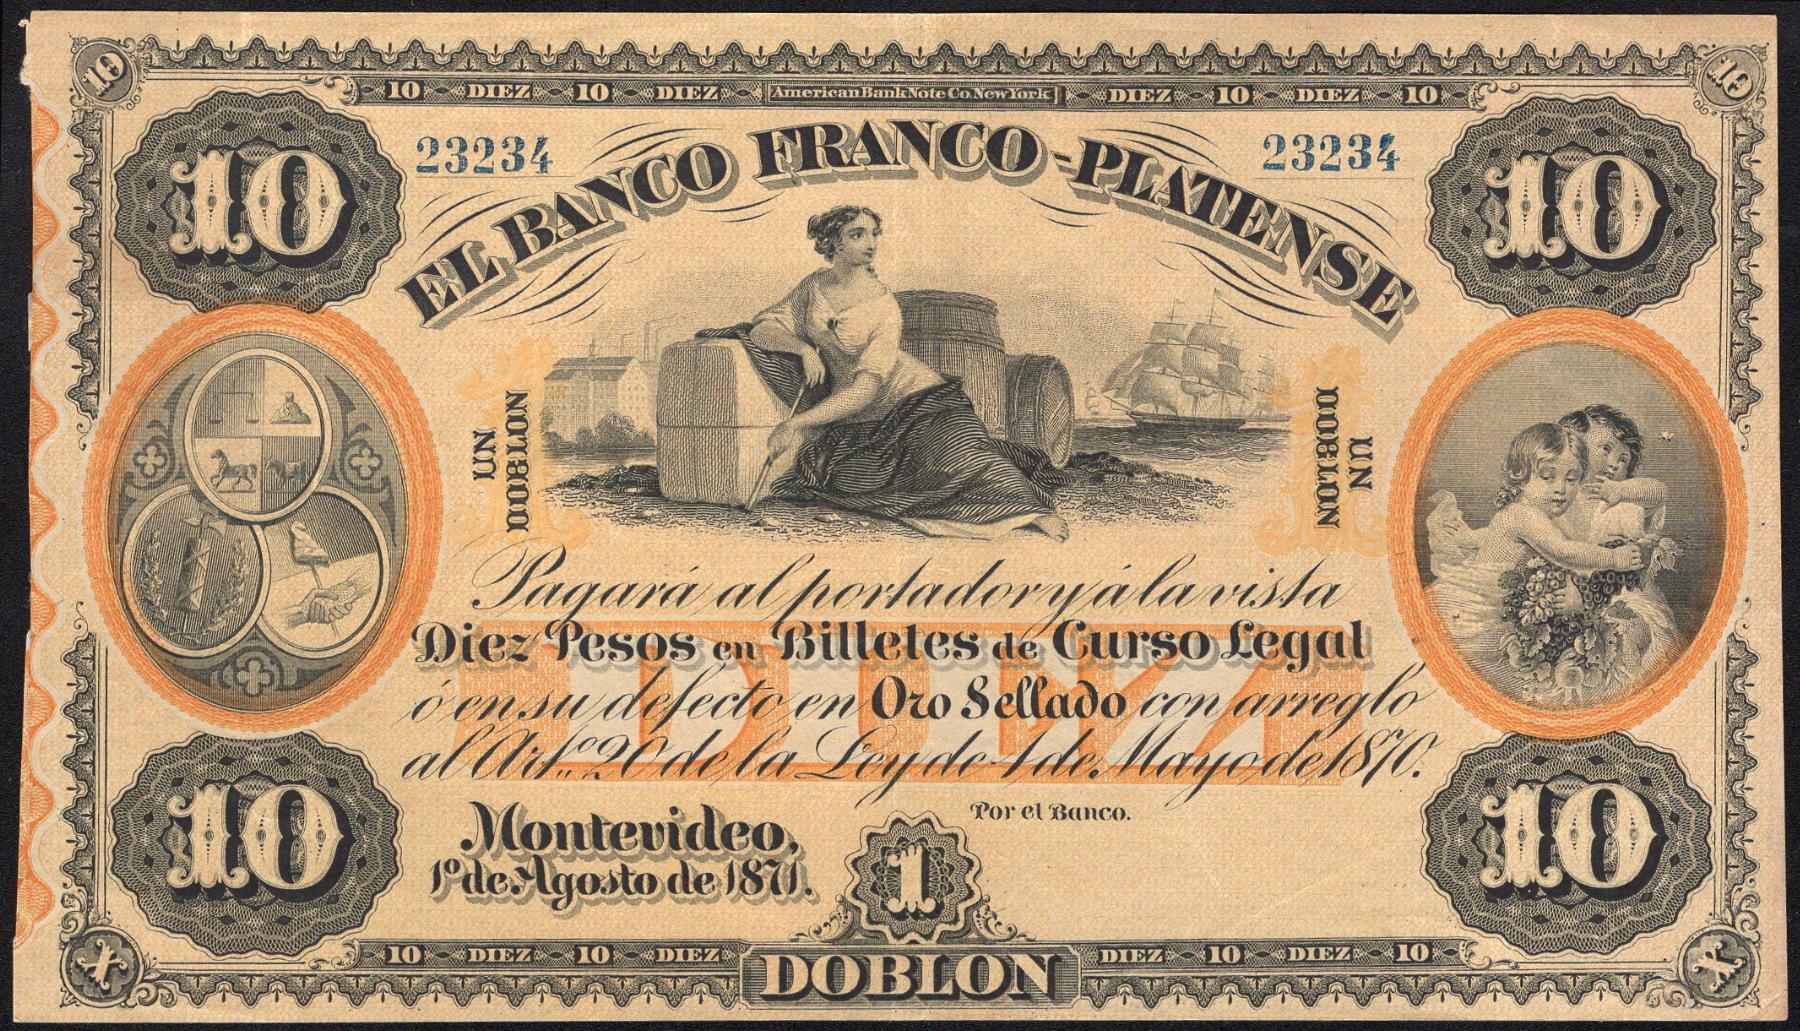 10 10
10 DIEZ 10 DIEZ American Bank Note Co. New York DIEZ 10 DIEZ 10
10 23234 23234 10
EL BANCO FRANCO-PLATENSE
UN DOBLON UN DOBLON
Pagará al portador y á la vista
Diez Pesos en Billetes de Curso Legal
ó en su defecto en Oro Sellado con arreglo
al Arto. 20 de la Ley de 4 de Mayo de 1870.
DIEZ
Por el Banco.
Montevideo,
1º de Agosto de 1871.
10 1 10
X 10 DIEZ 10 DIEZ DOBLON DIEZ 10 DIEZ 10 X